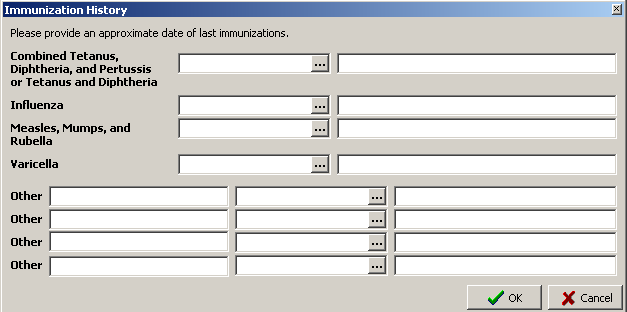 Immunization History
Please provide an approximate date of last immunizations.
Combined Tetanus,
Diphtheria, and Pertussis
or Tetanus and Diphtheria
...
Influenza
...
Measles, Mumps, and
Rubella
...
Varicella
...
Other
...
Other
...
Other
...
Other
...
OK
Cancel